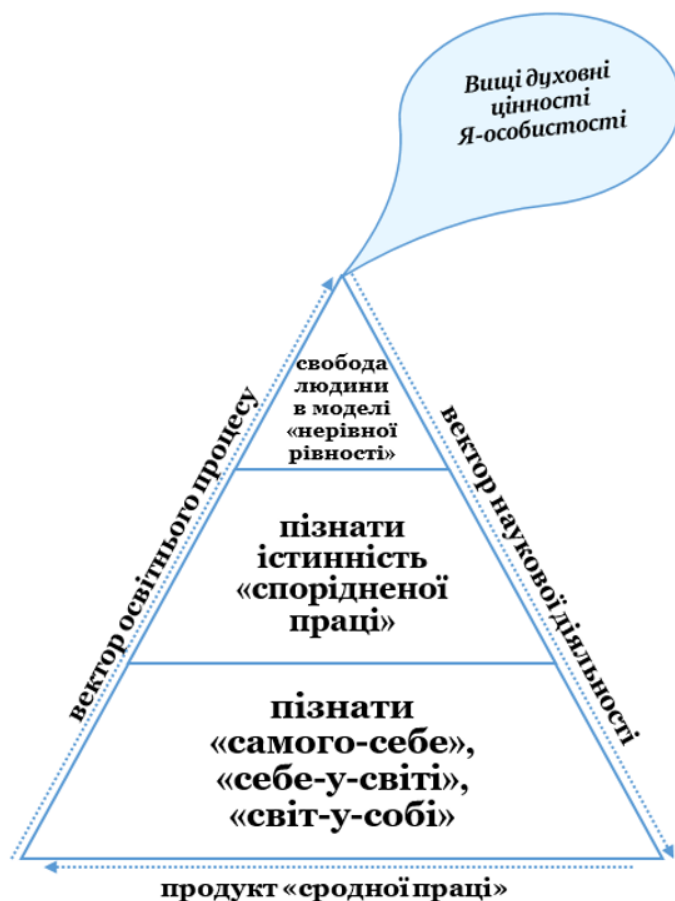 Вищі духовні
цінності
Я-особистості
свобода
людини
в моделі
«нерівної
рівності»
вектор освітнього процесу
вектор наукової діяльності
пізнати
істинність
«спорідненої
праці»
пізнати
«самого-себе»,
«себе-у-світі»,
«світ-у-собі»
продукт «сродної праці»